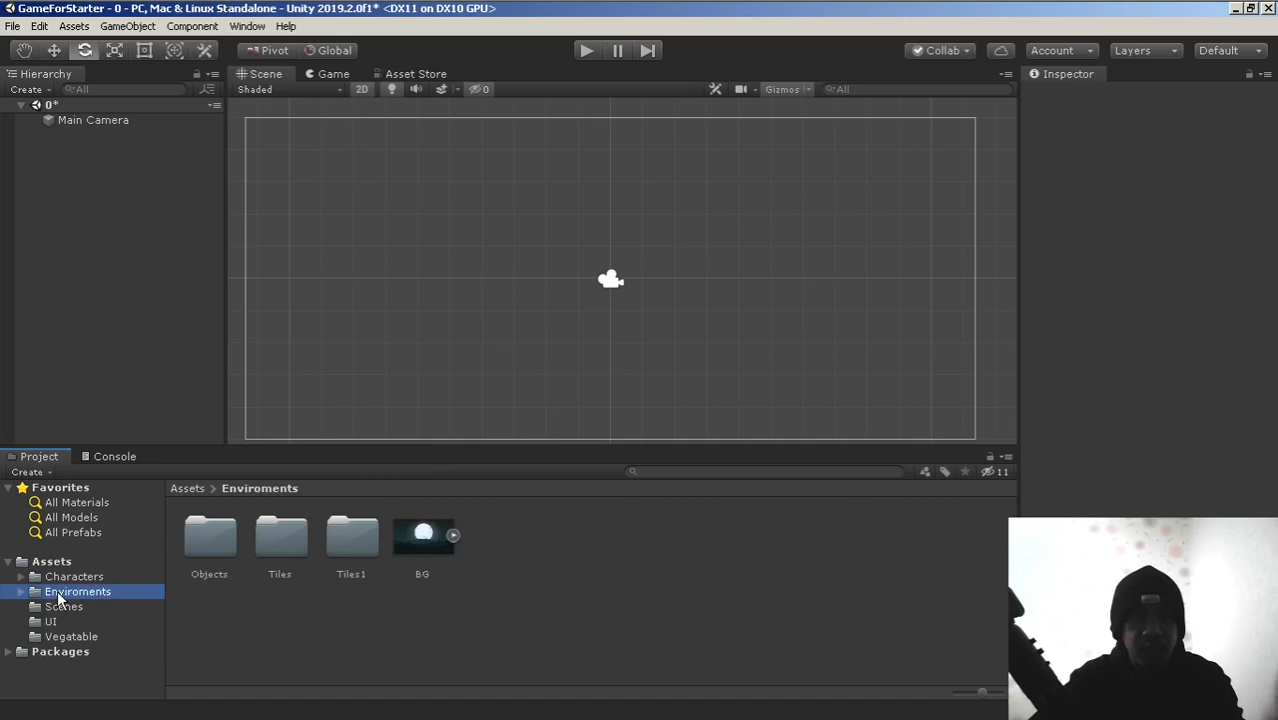 GameForStarter - 0 - PC, Mac & Linux Standalone - Unity 2019.2.0f1* <DX11 on DX10 GPU>
File Edit Assets GameObject Component Window Help
Pivot Global Collab Account Layers Default
Hierarchy Scene Game Asset Store Inspector
Create All Shaded 2D 0 Gizmos All
0*
Main Camera
Project Console
Create 11
Favorites Assets > Enviroments
All Materials
All Models
All Prefabs
Assets
Characters Objects Tiles Tiles1 BG
Enviroments
Scenes
UI
Vegatable
Packages